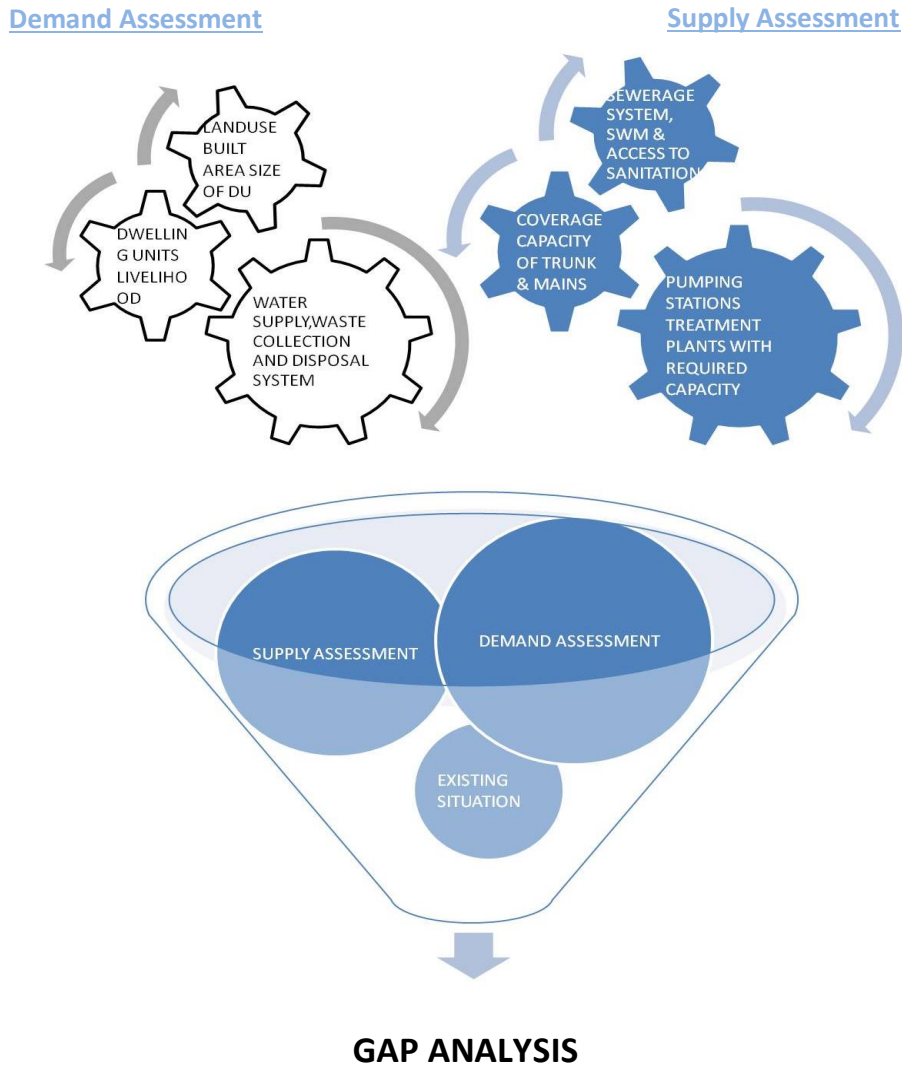 Demand Assessment
Supply Assessment
LANDUSE
BUILT
AREA SIZE
OF DU
DWELLIN
G UNITS
LIVELIHO
OD
WATER
SUPPLY,WASTE
COLLECTION
AND DISPOSAL
SYSTEM
SEWERAGE
SYSTEM,
SWM &
ACCESS TO
SANITATION
COVERAGE
CAPACITY
OF TRUNK
& MAINS
PUMPING
STATIONS
TREATMENT
PLANTS WITH
REQUIRED
CAPACITY
SUPPLY ASSESSMENT
DEMAND ASSESSMENT
EXISTING
SITUATION
GAP ANALYSIS